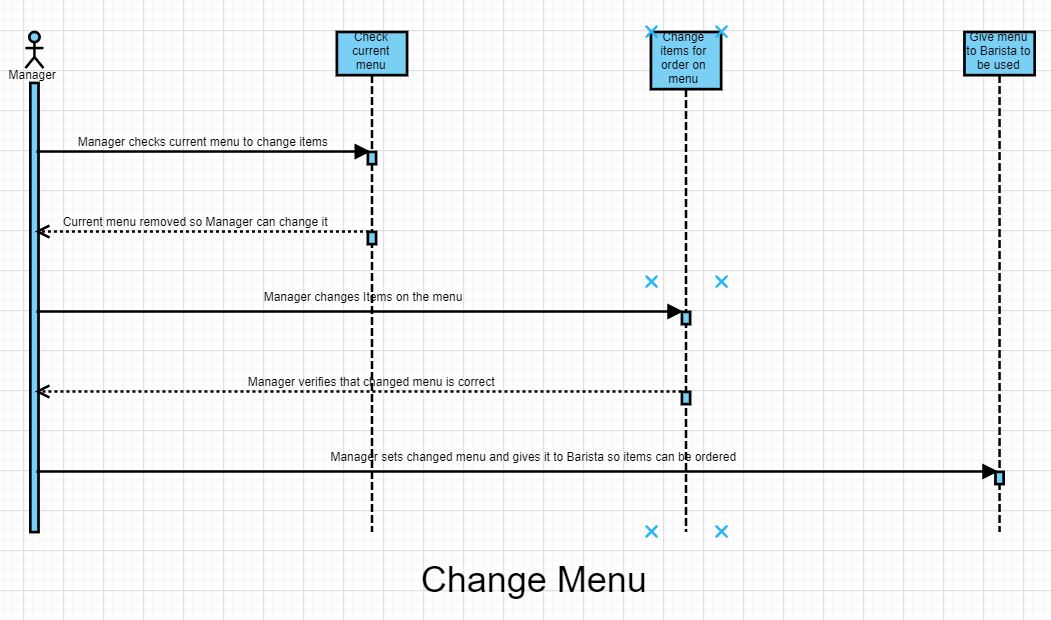 Manager
Check
current
menu
Change
items for
order on
menu
Give menu
to Barista to
be used
Manager checks current menu to change items
Current menu removed so Manager can change it
Manager changes Items on the menu
Manager verifies that changed menu is correct
Manager sets changed menu and gives it to Barista so items can be ordered
Change Menu